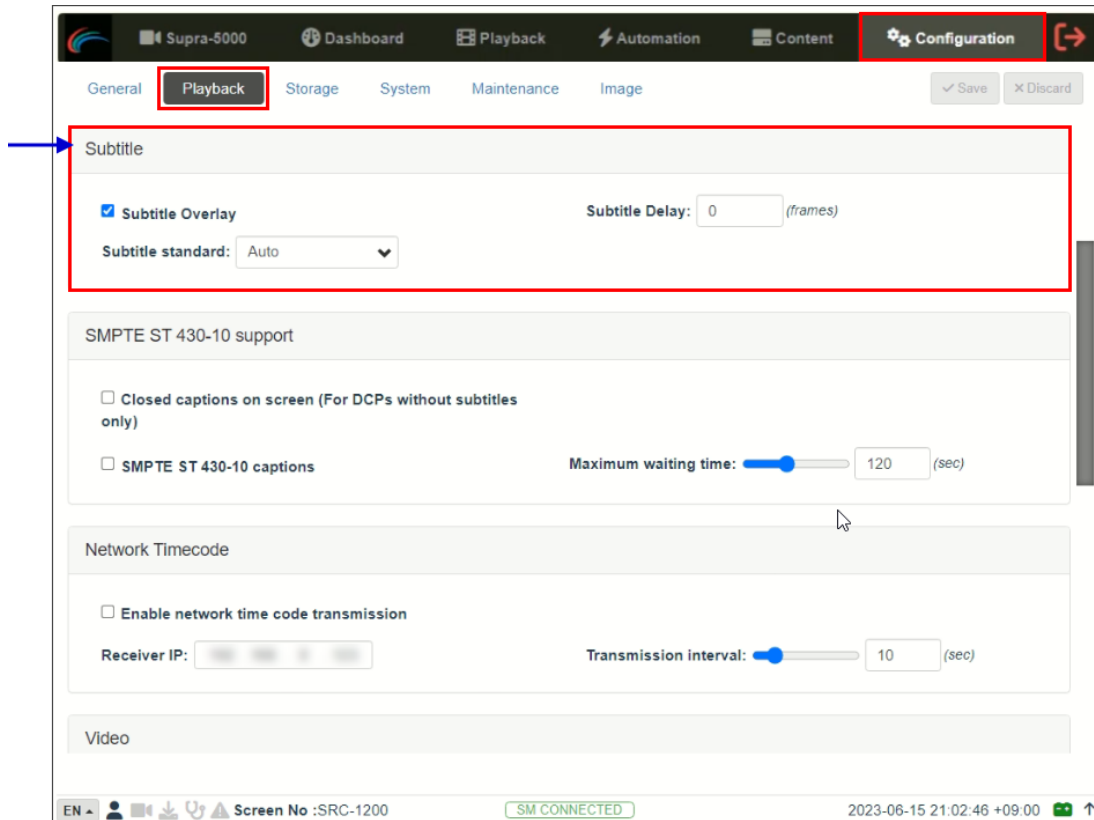 Supra-5000 Dashboard Playback Automation Content Configuration
General Playback Storage System Maintenance Image Save Discard
Subtitle
Subtitle Overlay Subtitle Delay: 0 (frames)
Subtitle standard: Auto
SMPTE ST 430-10 support
Closed captions on screen (For DCPs without subtitles
only)
SMPTE ST 430-10 captions Maximum waiting time: 120 (sec)
Network Timecode
Enable network time code transmission
Receiver IP: Transmission interval: 10 (sec)
Video
EN Screen No :SRC-1200 SM CONNECTED 2023-06-15 21:02:46 +09:00